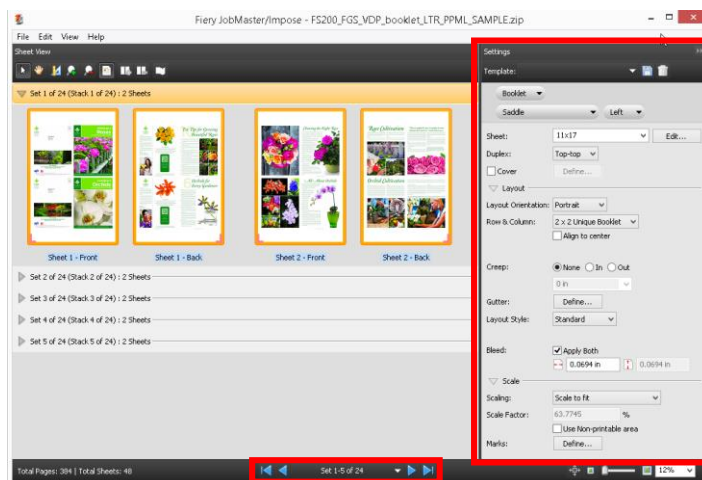 Fiery JobMaster/Impose - FS200_FGS_VDP_booklet_LTR_PPML_SAMPLE.zip
File Edit View Help
Sheet View
Settings
Template:
Set 1 of 24 (Stack 1 of 24) : 2 Sheets
Booklet
Saddle Left
Sheet: 11x17 Edit...
Duplex: Top-top
Cover Define...
Layout
Layout Orientation: Portrait
Row & Column: 2 x 2 Unique Booklet
Align to center
Sheet 1 - Front Sheet 1 - Back Sheet 2 - Front Sheet 2 - Back
Set 2 of 24 (Stack 2 of 24) : 2 Sheets
Set 3 of 24 (Stack 3 of 24) : 2 Sheets
Set 4 of 24 (Stack 4 of 24) : 2 Sheets
Set 5 of 24 (Stack 5 of 24) : 2 Sheets
Creep: None In Out
0 in
Gutter: Define...
Layout Style: Standard
Bleed: Apply Both
0.0694 in 0.0694 in
Scale
Scaling: Scale to fit
Scale Factor: 63.7745 %
Use Non-printable area
Marks: Define...
Total Pages: 384 | Total Sheets: 48
Set 1-5 of 24
12%